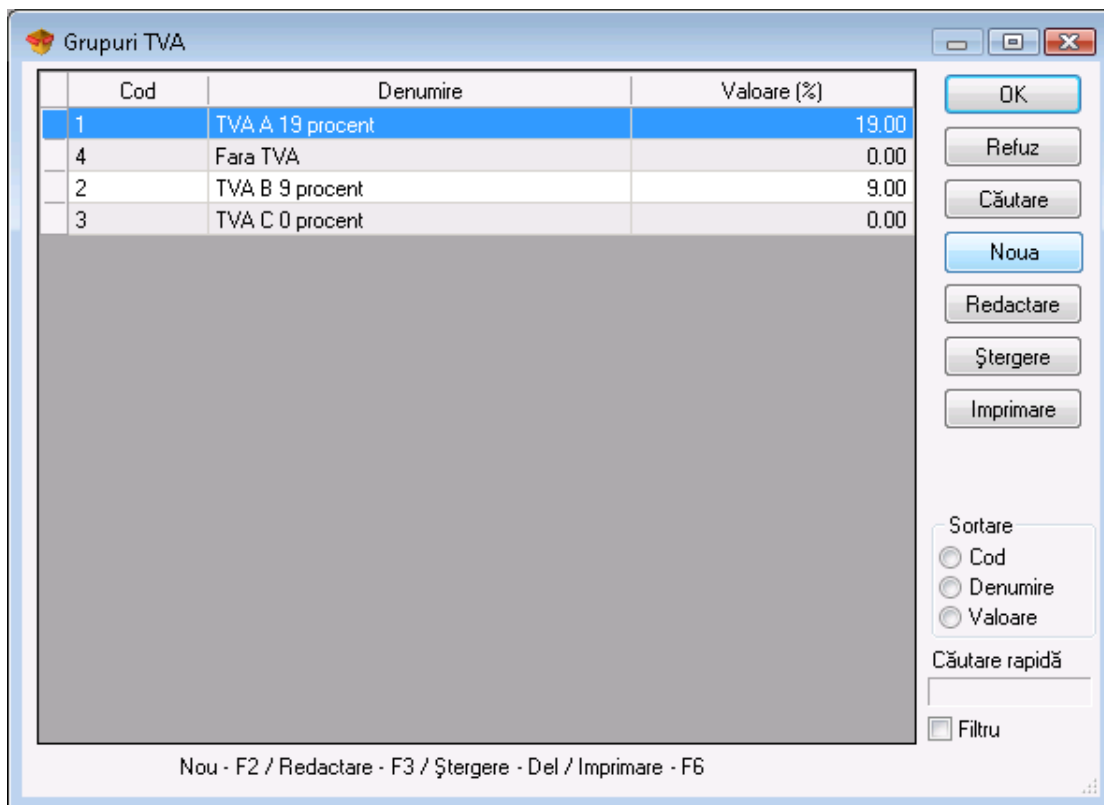 Grupuri TVA
Cod Denumire Valoare (%)
1 TVA A 19 procent 19.00
4 Fara TVA 0.00
2 TVA B 9 procent 9.00
3 TVA C 0 procent 0.00
OK
Refuz
Căutare
Noua
Redactare
Ştergere
Imprimare
Sortare
Cod
Denumire
Valoare
Căutare rapidă
Filtru
Nou - F2 / Redactare - F3 / Ştergere - Del / Imprimare - F6